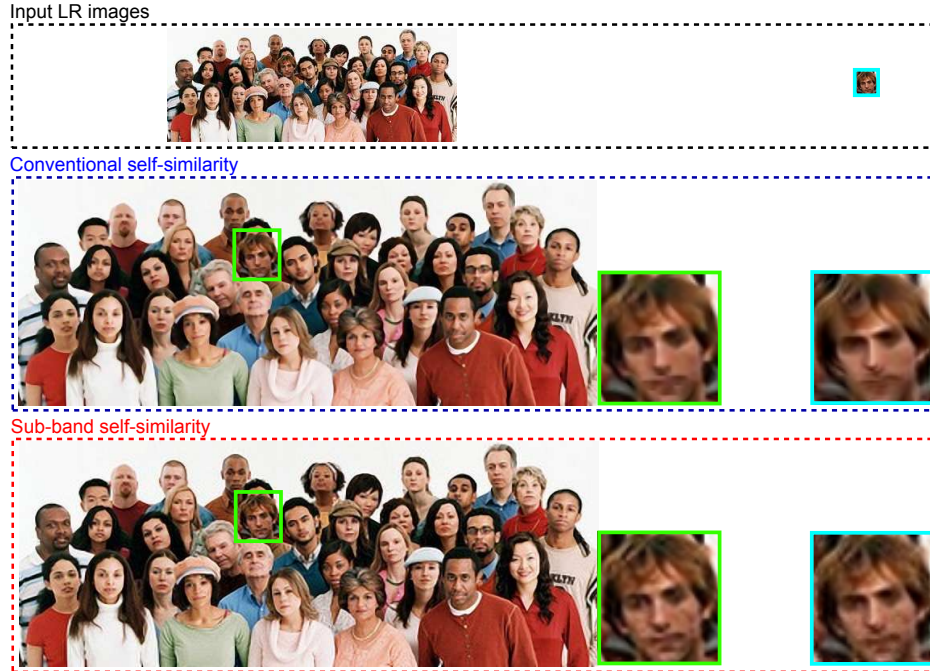 Input LR images
Conventional self-similarity
Sub-band self-similarity